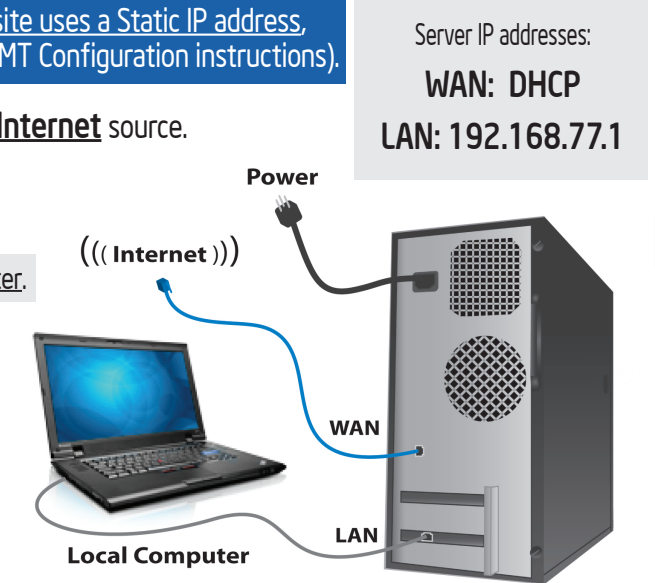 site uses a Static IP address,
MT Configuration instructions).
Server IP addresses:
WAN: DHCP
LAN: 192.168.77.1
Internet source.
Power
((( Internet )))
WAN
LAN
Local Computer